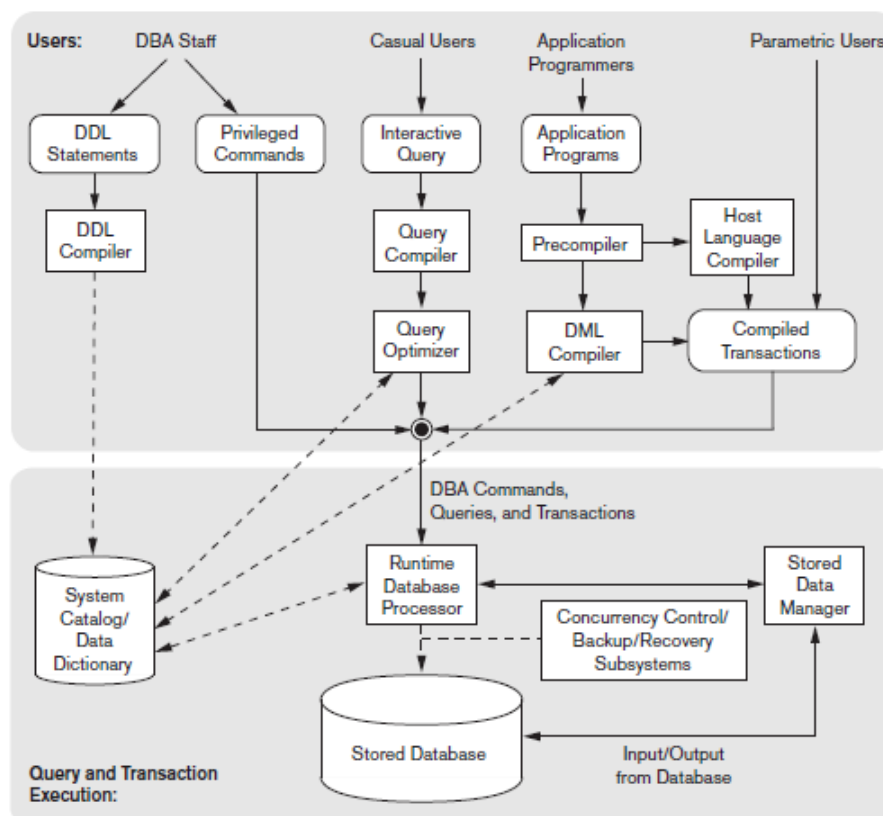 Users:
DBA Staff
Casual Users
Application
Programmers
Parametric Users
DDL
Statements
Privileged
Commands
Interactive
Query
Application
Programs
DDL
Compiler
Query
Compiler
Precompiler
Host
Language
Compiler
Query
Optimizer
DML
Compiler
Compiled
Transactions
DBA Commands,
Queries, and Transactions
System
Catalog/
Data
Dictionary
Runtime
Database
Processor
Stored
Data
Manager
Concurrency Control/
Backup/Recovery
Subsystems
Stored Database
Input/Output
from Database
Query and Transaction
Execution: